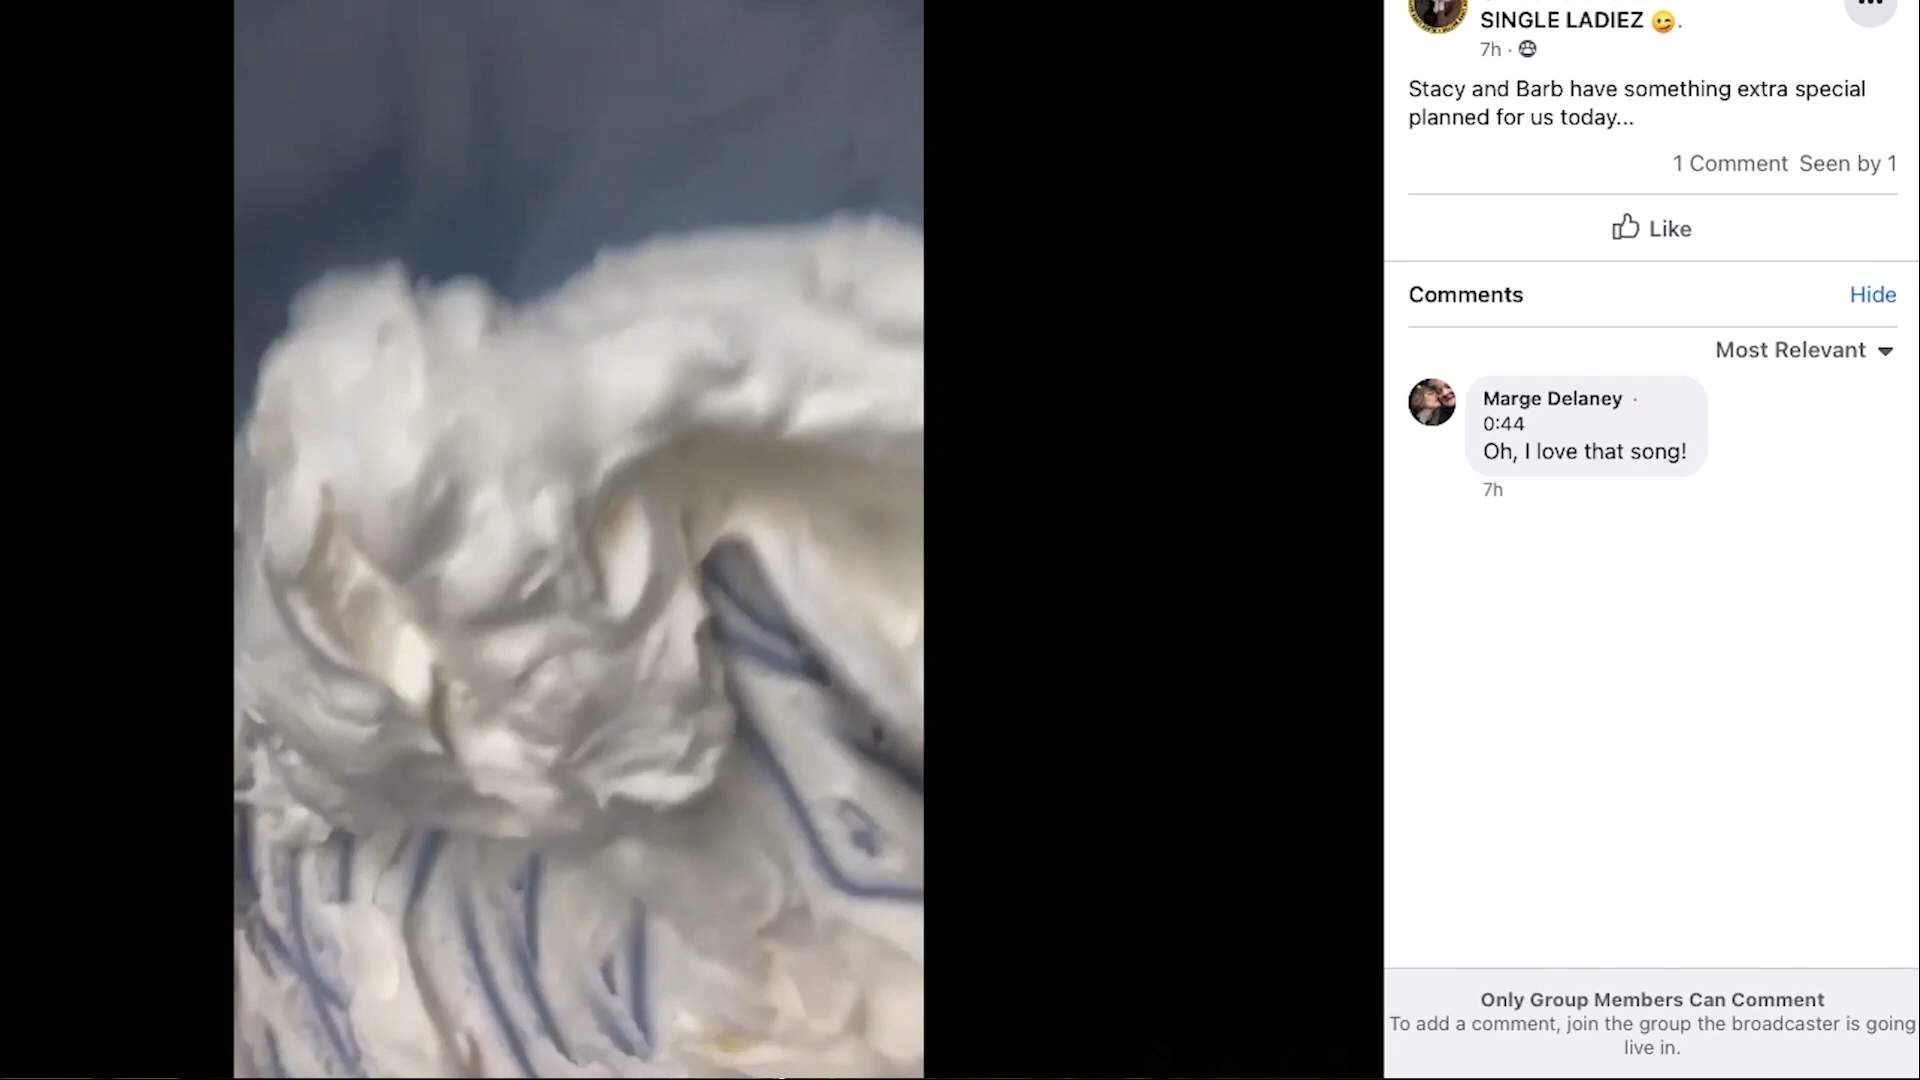 SINGLE LADIEZ 😉.
7h ·
Stacy and Barb have something extra special
planned for us today...
1 Comment Seen by 1
Like
Comments
Hide
Most Relevant
Marge Delaney ·
0:44
Oh, I love that song!
7h
Only Group Members Can Comment
To add a comment, join the group the broadcaster is going
live in.